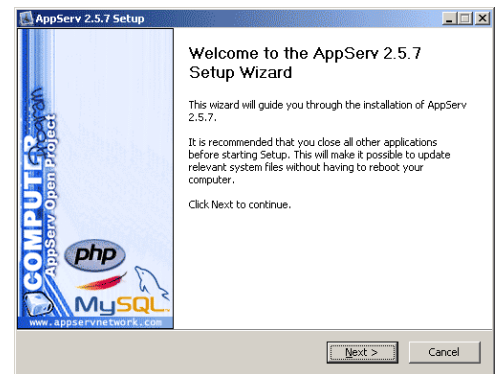 AppServ 2.5.7 Setup
Welcome to the AppServ 2.5.7
Setup Wizard
This wizard will guide you through the installation of AppServ
2.5.7.
It is recommended that you close all other applications
before starting Setup. This will make it possible to update
relevant system files without having to reboot your
computer.
Click Next to continue.
COMPUTER
Program
AppServ Open Project
php
MySQL
www.appservnetwork.com
Next >
Cancel